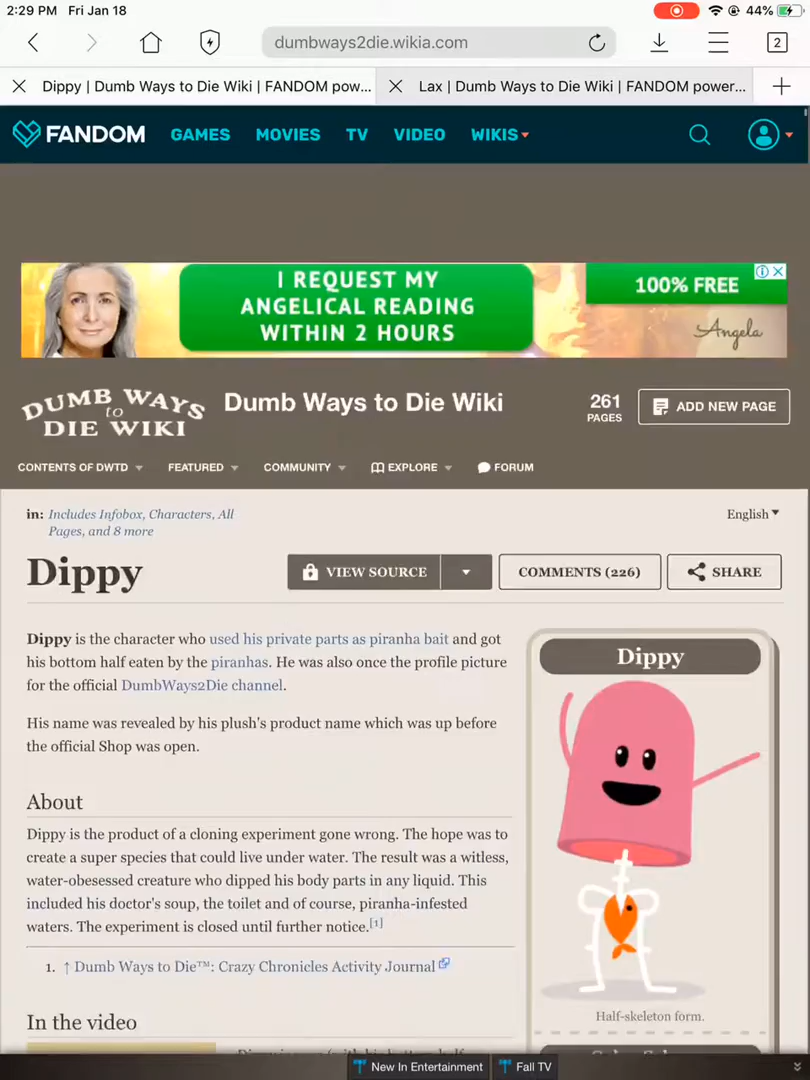 2:29 PM Fri Jan 18 44%
dumbways2die.wikia.com 2
Dippy | Dumb Ways to Die Wiki | FANDOM pow... Lax | Dumb Ways to Die Wiki | FANDOM power...
FANDOM GAMES MOVIES TV VIDEO WIKIS
I REQUEST MY
ANGELICAL READING
WITHIN 2 HOURS
100% FREE
Angela
DUMB WAYS
to
DIE WIKI
Dumb Ways to Die Wiki
261
PAGES
ADD NEW PAGE
CONTENTS OF DWTD FEATURED COMMUNITY EXPLORE FORUM
in: Includes Infobox, Characters, All
Pages, and 8 more
English
Dippy
VIEW SOURCE COMMENTS (226) SHARE
Dippy is the character who used his private parts as piranha bait and got
his bottom half eaten by the piranhas. He was also once the profile picture
for the official DumbWays2Die channel.
His name was revealed by his plush's product name which was up before
the official Shop was open.
About
Dippy is the product of a cloning experiment gone wrong. The hope was to
create a super species that could live under water. The result was a witless,
water-obesessed creature who dipped his body parts in any liquid. This
included his doctor's soup, the toilet and of course, piranha-infested
waters. The experiment is closed until further notice.[1]
1. ↑ Dumb Ways to Die™: Crazy Chronicles Activity Journal
In the video
Dippy
Half-skeleton form.
New In Entertainment Fall TV